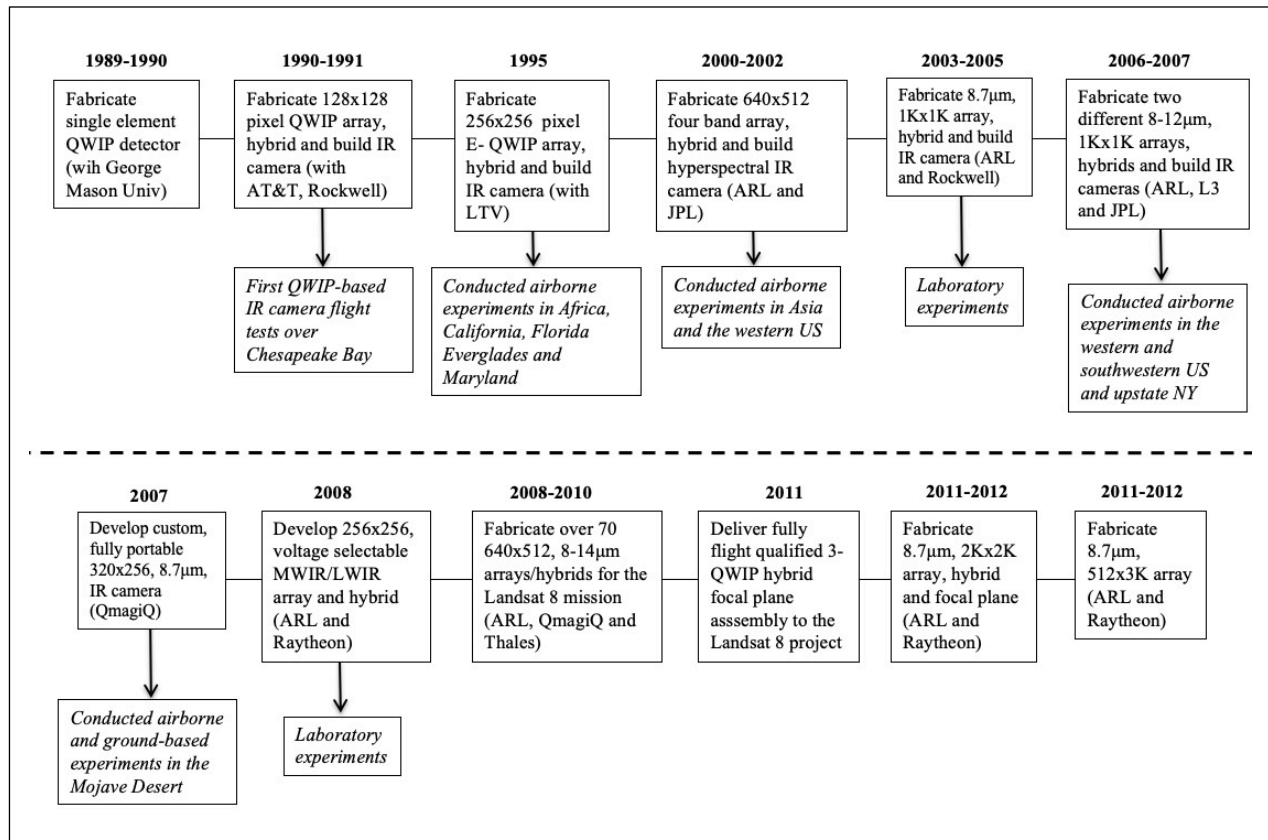 1989-1990
Fabricate
single element
QWIP detector
(wih George
Mason Univ)
1990-1991
Fabricate 128x128
pixel QWIP array,
hybrid and build IR
camera (with
AT&T, Rockwell)
First QWIP-based
IR camera flight
tests over
Chesapeake Bay
1995
Fabricate
256x256 pixel
E- QWIP array,
hybrid and build
IR camera (with
LTV)
Conducted airborne
experiments in Africa,
California, Florida
Everglades and
Maryland
2000-2002
Fabricate 640x512
four band array,
hybrid and build
hyperspectral IR
camera (ARL and
JPL)
Conducted airborne
experiments in Asia
and the western US
2003-2005
Fabricate 8.7µm,
1Kx1K array,
hybrid and build
IR camera (ARL
and Rockwell)
Laboratory
experiments
2006-2007
Fabricate two
different 8-12µm,
1Kx1K arrays,
hybrids and build IR
cameras (ARL, L3
and JPL)
Conducted airborne
experiments in the
western and
southwestern US
and upstate NY
2007
Develop custom,
fully portable
320x256, 8.7µm,
IR camera
(QmagiQ)
Conducted airborne
and ground-based
experiments in the
Mojave Desert
2008
Develop 256x256,
voltage selectable
MWIR/LWIR
array and hybrid
(ARL and
Raytheon)
Laboratory
experiments
2008-2010
Fabricate over 70
640x512, 8-14µm
arrays/hybrids for the
Landsat 8 mission
(ARL, QmagiQ and
Thales)
2011
Deliver fully
flight qualified 3-
QWIP hybrid
focal plane
asssembly to the
Landsat 8 project
2011-2012
Fabricate
8.7µm, 2Kx2K
array, hybrid
and focal plane
(ARL and
Raytheon)
2011-2012
Fabricate
8.7µm,
512x3K array
(ARL and
Raytheon)